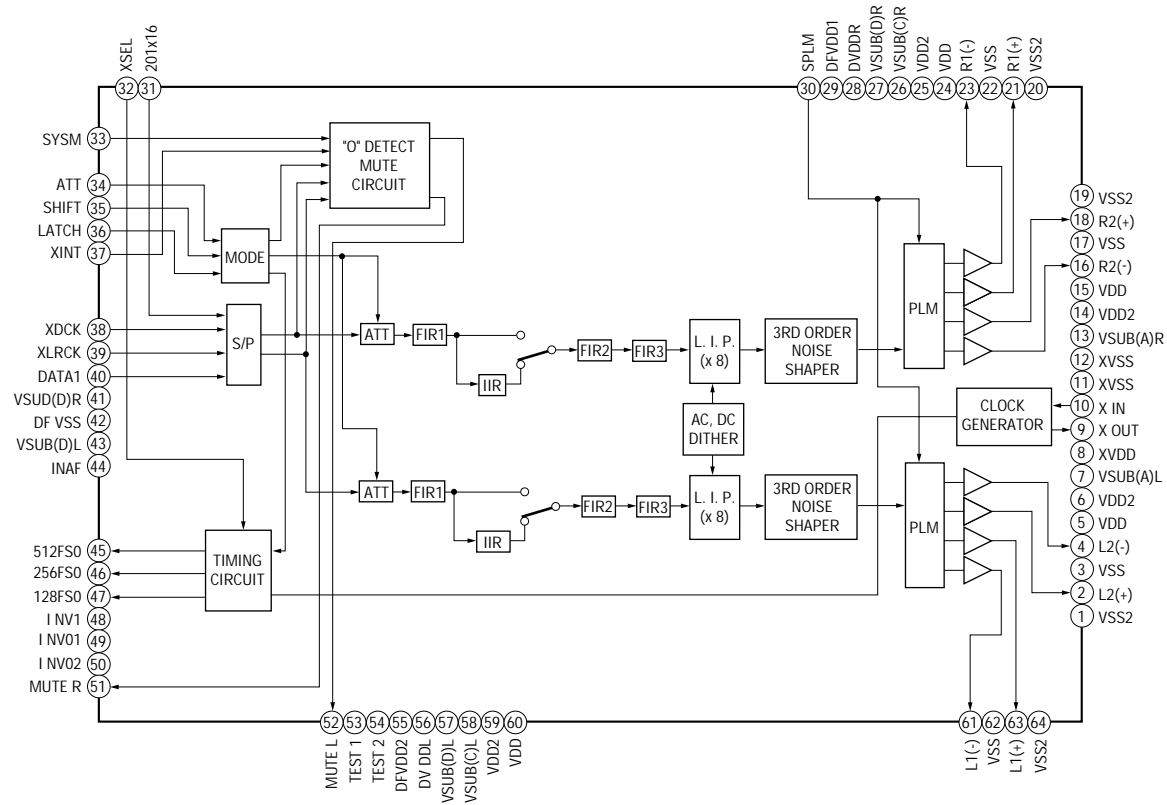 XSEL
201x16
SPLM
DFVDD1
DVDDR
VSUB(D)R
VSUB(C)R
VDD2
VDD
R1(-)
VSS
R1(+)
VSS2
32 31
30 29 28 27 26 25 24 23 22 21 20
SYSM 33
ATT 34
SHIFT 35
LATCH 36
XINT 37
XDCK 38
XLRCK 39
DATA1 40
VSUD(D)R 41
DF VSS 42
VSUB(D)L 43
INAF 44
512FS0 45
256FS0 46
128FS0 47
I NV1 48
I NV01 49
I NV02 50
MUTE R 51
"O" DETECT
MUTE
CIRCUIT
MODE
S/P
TIMING
CIRCUIT
ATT
FIR1
IIR
FIR2
FIR3
L. I. P.
(x 8)
3RD ORDER
NOISE
SHAPER
PLM
AC, DC
DITHER
CLOCK
GENERATOR
ATT
FIR1
IIR
FIR2
FIR3
L. I. P.
(x 8)
3RD ORDER
NOISE
SHAPER
PLM
19 VSS2
18 R2(+)
17 VSS
16 R2(-)
15 VDD
14 VDD2
13 VSUB(A)R
12 XVSS
11 XVSS
10 X IN
9 X OUT
8 XVDD
7 VSUB(A)L
6 VDD2
5 VDD
4 L2(-)
3 VSS
2 L2(+)
1 VSS2
52 53 54 55 56 57 58 59 60
61 62 63 64
MUTE L
TEST 1
TEST 2
DFVDD2
DV DDL
VSUB(D)L
VSUB(C)L
VDD2
VDD
L1(-)
VSS
L1(+)
VSS2